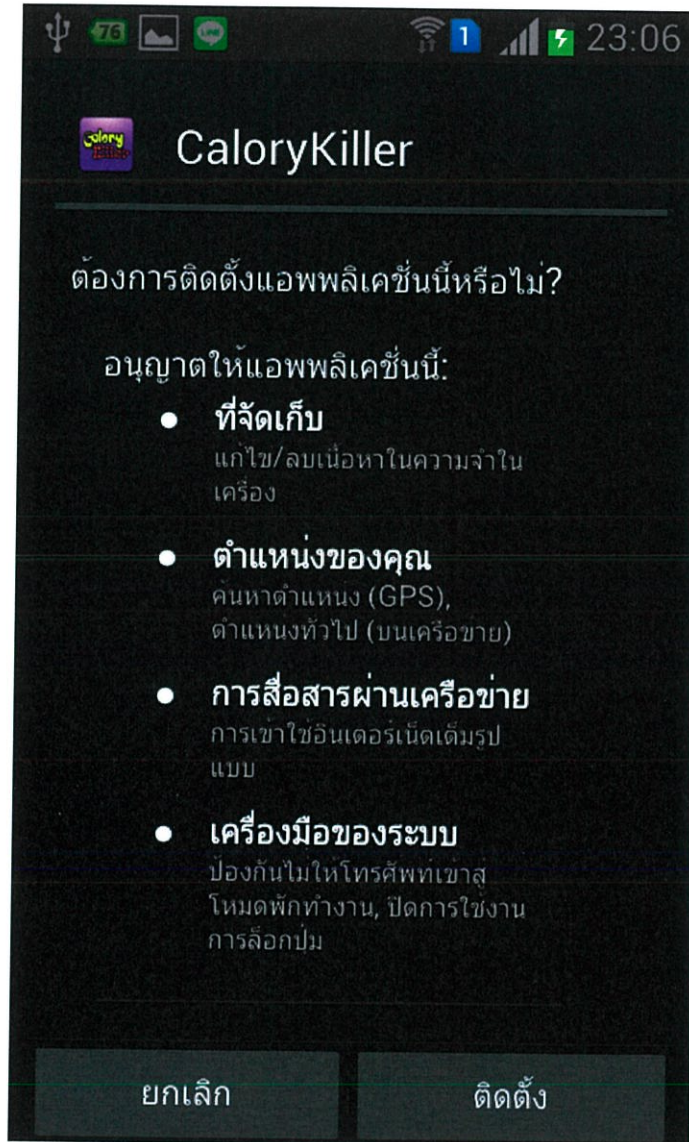 76
LINE
1
23:06
Calory
Killer
CaloryKiller
ต้องการติดตั้งแอพพลิเคชั่นนี้หรือไม่?
อนุญาตให้แอพพลิเคชั่นนี้:
• ที่จัดเก็บ
แก้ไข/ลบเนื้อหาในความจำใน
เครื่อง
• ตำแหน่งของคุณ
ค้นหาตำแหน่ง (GPS),
ตำแหน่งทั่วไป (บนเครือข่าย)
• การสื่อสารผ่านเครือข่าย
การเข้าใช้อินเตอร์เน็ตเต็มรูป
แบบ
• เครื่องมือของระบบ
ป้องกันไม่ให้โทรศัพท์เข้าสู่
โหมดพักทำงาน, ปิดการใช้งาน
การล็อกปุ่ม
ยกเลิก
ติดตั้ง